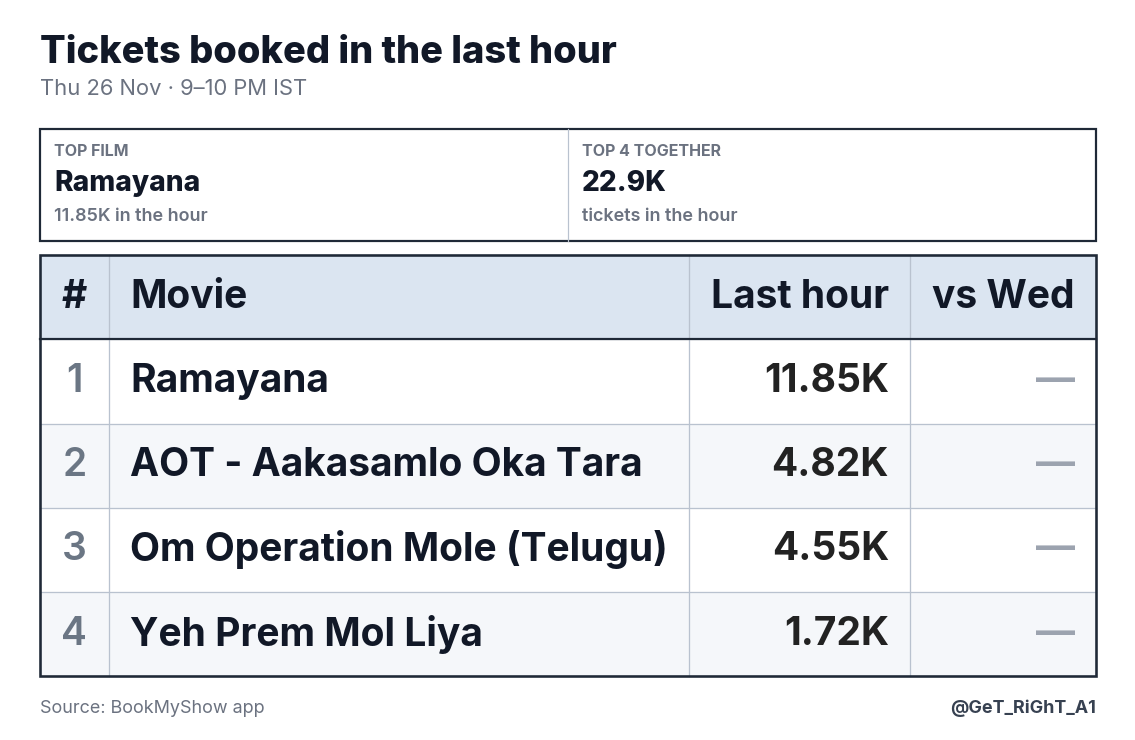 Tickets booked in the last hour
Thu 26 Nov · 9–10 PM IST
TOP FILM
Ramayana
11.85K in the hour
TOP 4 TOGETHER
22.9K
tickets in the hour
# Movie Last hour vs Wed
1 Ramayana 11.85K —
2 AOT - Aakasamlo Oka Tara 4.82K —
3 Om Operation Mole (Telugu) 4.55K —
4 Yeh Prem Mol Liya 1.72K —
Source: BookMyShow app
@GeT_RiGhT_A1